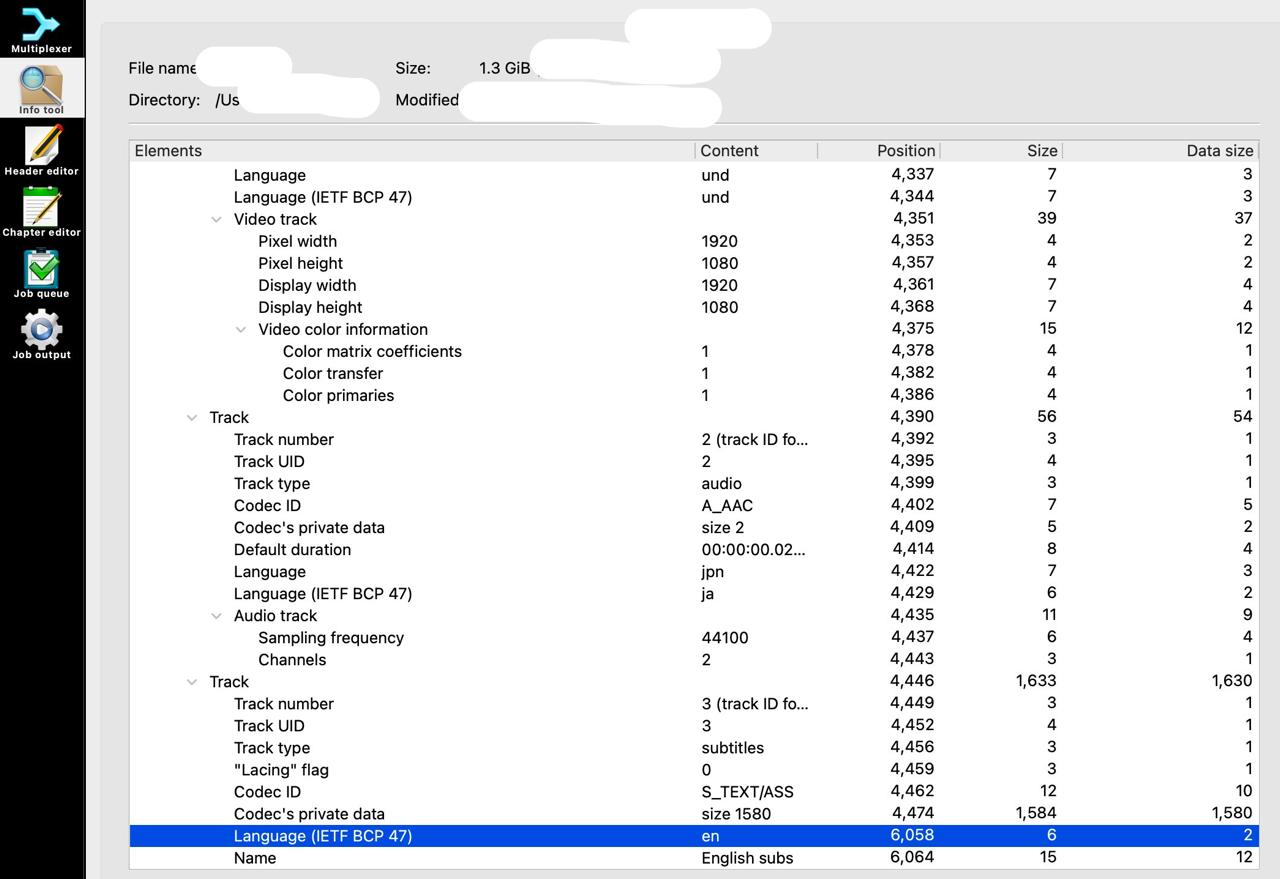 Multiplexer
Info tool
Header editor
Chapter editor
Job queue
Job output
File name Size: 1.3 GiB
Directory: /Us Modified
Elements Content Position Size Data size
Language und 4,337 7 3
Language (IETF BCP 47) und 4,344 7 3
Video track 4,351 39 37
Pixel width 1920 4,353 4 2
Pixel height 1080 4,357 4 2
Display width 1920 4,361 7 4
Display height 1080 4,368 7 4
Video color information 4,375 15 12
Color matrix coefficients 1 4,378 4 1
Color transfer 1 4,382 4 1
Color primaries 1 4,386 4 1
Track 4,390 56 54
Track number 2 (track ID fo... 4,392 3 1
Track UID 2 4,395 4 1
Track type audio 4,399 3 1
Codec ID A_AAC 4,402 7 5
Codec's private data size 2 4,409 5 2
Default duration 00:00:00.02... 4,414 8 4
Language jpn 4,422 7 3
Language (IETF BCP 47) ja 4,429 6 2
Audio track 4,435 11 9
Sampling frequency 44100 4,437 6 4
Channels 2 4,443 3 1
Track 4,446 1,633 1,630
Track number 3 (track ID fo... 4,449 3 1
Track UID 3 4,452 4 1
Track type subtitles 4,456 3 1
"Lacing" flag 0 4,459 3 1
Codec ID S_TEXT/ASS 4,462 12 10
Codec's private data size 1580 4,474 1,584 1,580
Language (IETF BCP 47) en 6,058 6 2
Name English subs 6,064 15 12